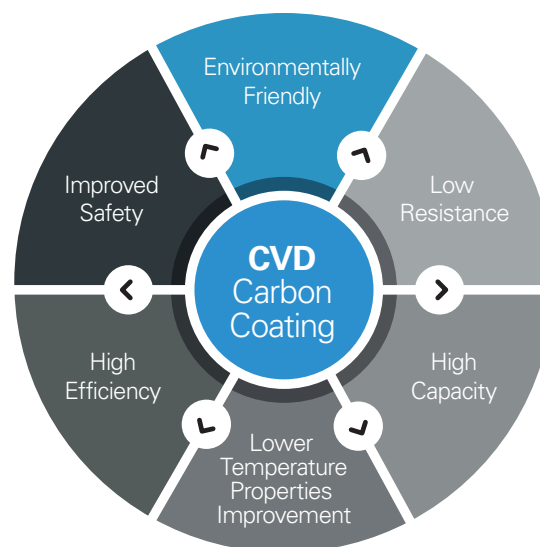 Environmentally
Friendly
Low
Resistance
High
Capacity
Lower
Temperature
Properties
Improvement
High
Efficiency
Improved
Safety
CVD
Carbon
Coating